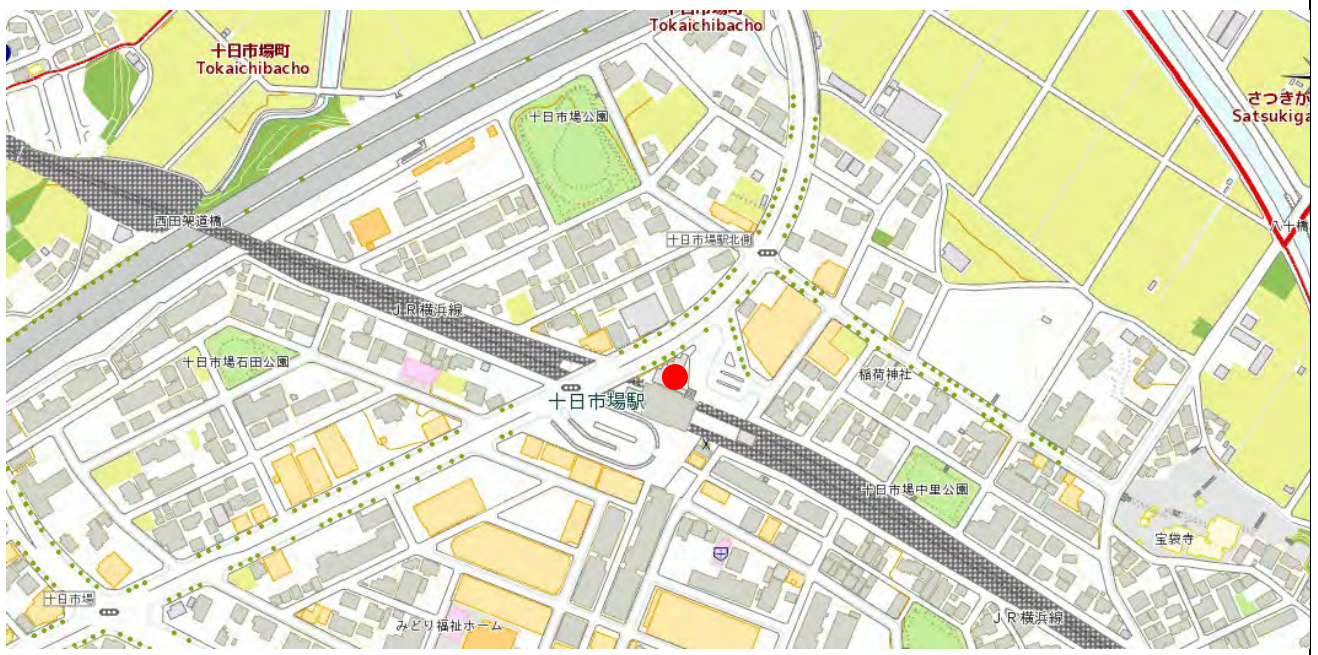 十日市場町
Tokaichibacho
十日市場町
Tokaichibacho
さつきが
Satsukiga
十日市場公園
西田架道橋
八十橋
十日市場駅北側
JR横浜線
十日市場石田公園
稲荷神社
十日市場駅
十日市場中里公園
宝袋寺
十日市場
みどり福祉ホーム
JR横浜線